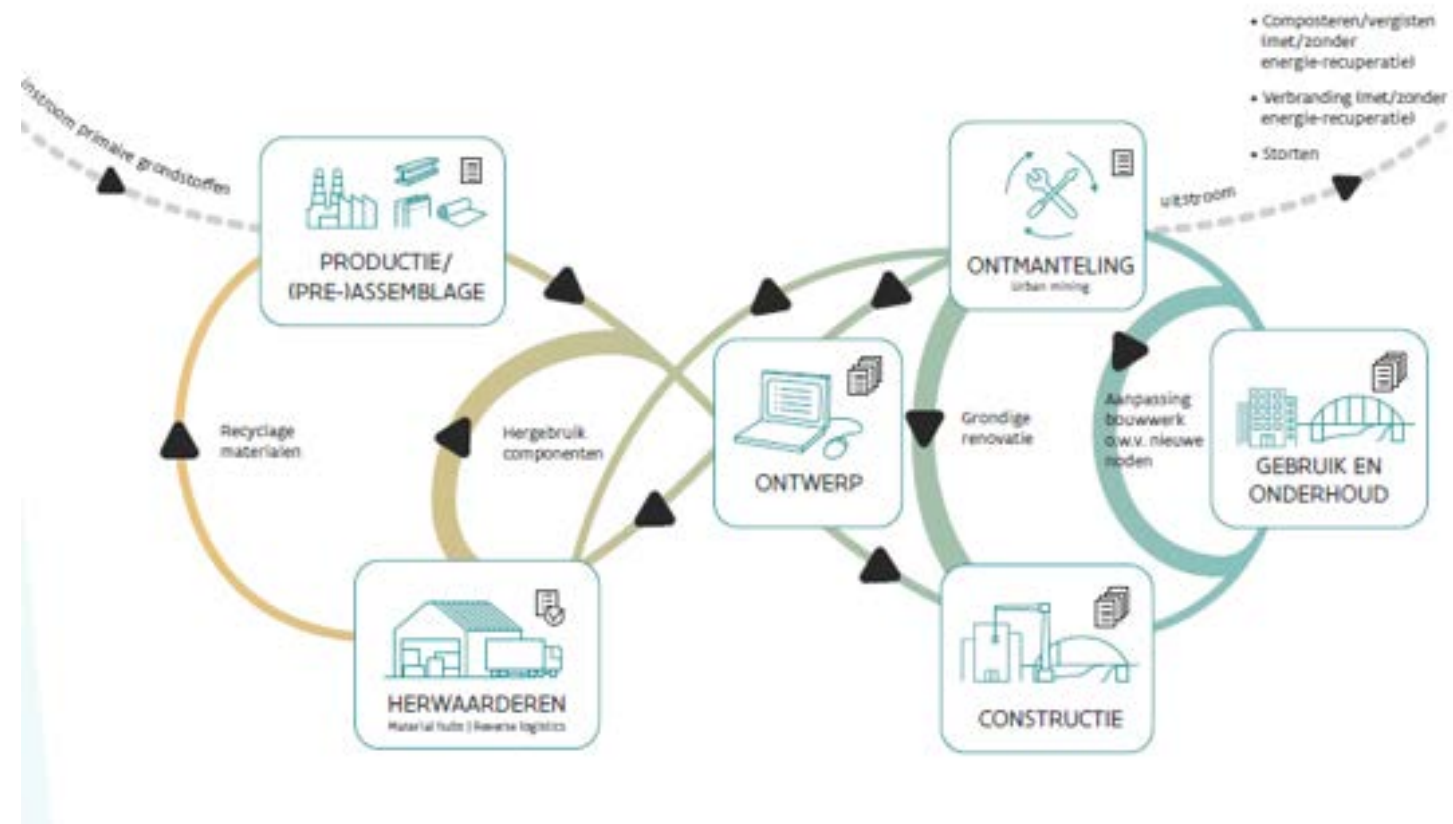 • Composteren/vergisten
(met/zonder
energie-recuperatie)
• Verbranding (met/zonder
energie-recuperatie)
• Storten
instroom primaire grondstoffen
uitstroom
PRODUCTIE/
(PRE-)ASSEMBLAGE
ONTMANTELING
Urban mining
Recyclage
materialen
Hergebruik
componenten
ONTWERP
Grondige
renovatie
Aanpassing
bouwwerk
o.w.v. nieuwe
noden
GEBRUIK EN
ONDERHOUD
HERWAARDEREN
Material hubs | Reverse logistics
CONSTRUCTIE